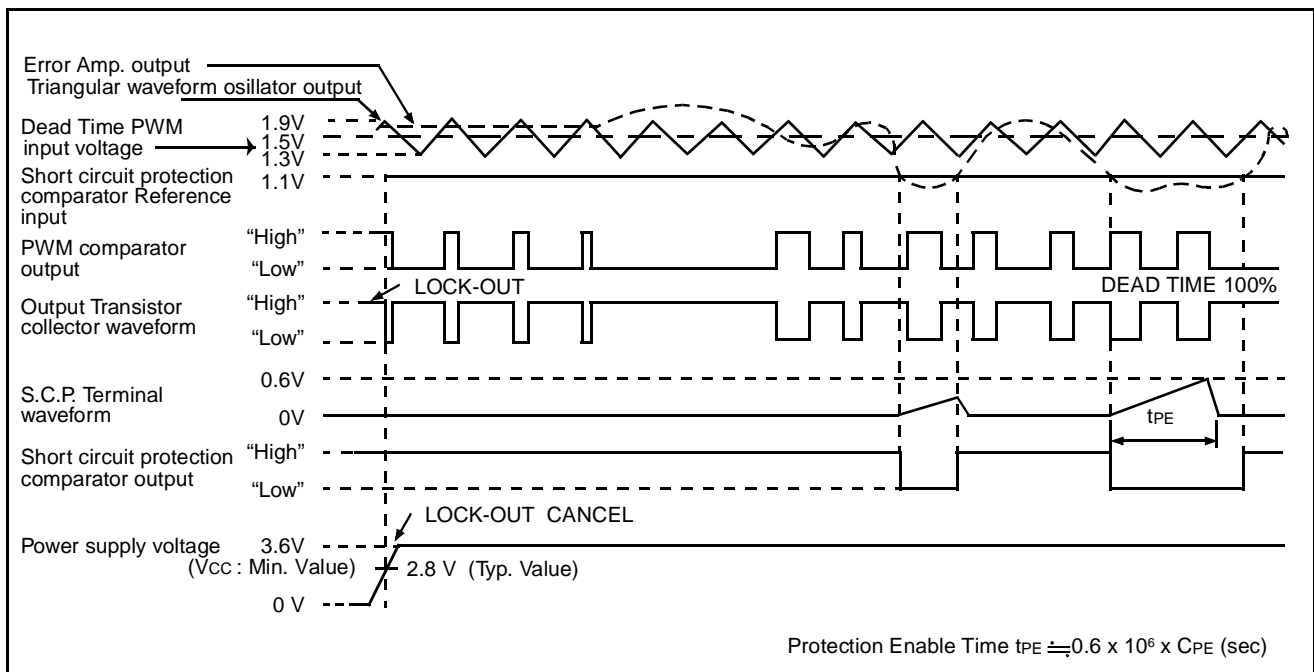 Error Amp. output
Triangular waveform osillator output
Dead Time PWM
input voltage
1.9V
1.5V
1.3V
Short circuit protection
comparator Reference
input
1.1V
PWM comparator
output
“High”
“Low”
LOCK-OUT
DEAD TIME 100%
Output Transistor
collector waveform
“High”
“Low”
S.C.P. Terminal
waveform
0.6V
0V
tPE
Short circuit protection
comparator output
“High”
“Low”
LOCK-OUT CANCEL
Power supply voltage
3.6V
(VCC : Min. Value)
2.8 V (Typ. Value)
0 V
Protection Enable Time tPE ≒ 0.6 x 10⁶ x CPE (sec)